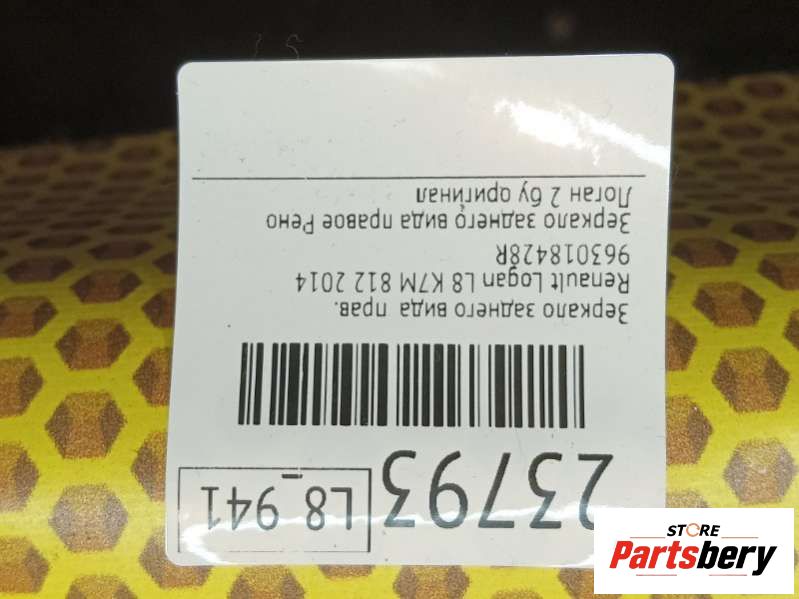 23793
L8_941
Зеркало заднего вида прав.
Renault Logan L8 K7M 812 2014
963018428R
Зеркало заднего вида правое Рено
Логан 2 бу оригинал
STORE
Partsbery